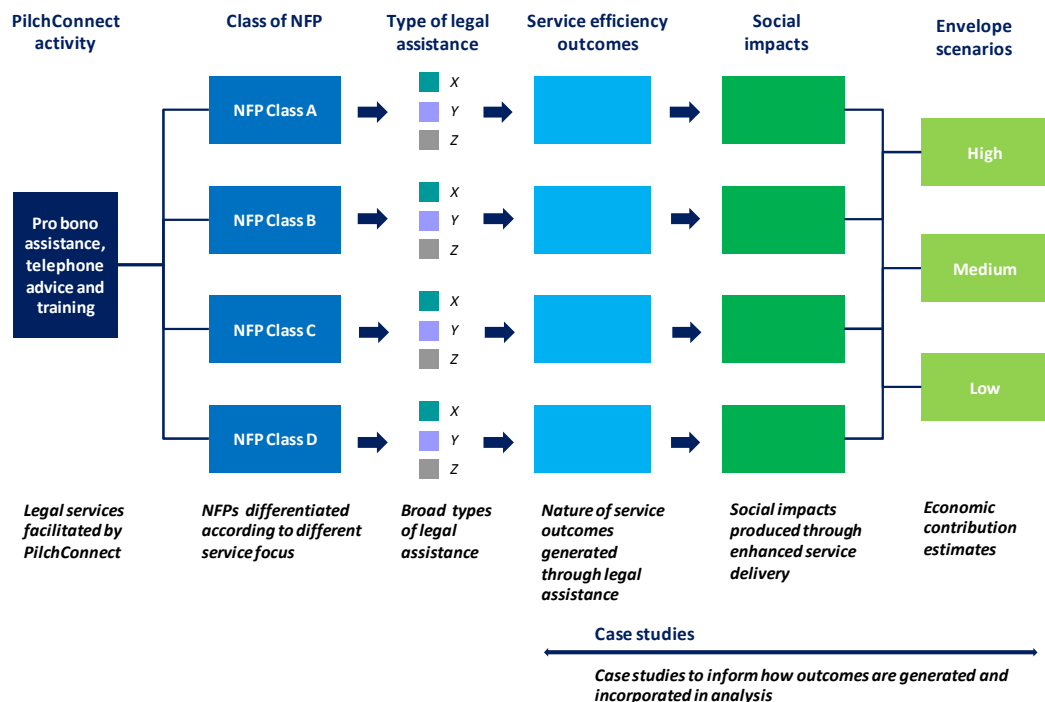 PilchConnect
activity
Class of NFP
Type of legal
assistance
Service efficiency
outcomes
Social
impacts
Envelope
scenarios
Pro bono
assistance,
telephone
advice and
training
NFP Class A
X
Y
Z
NFP Class B
X
Y
Z
NFP Class C
X
Y
Z
NFP Class D
X
Y
Z
High
Medium
Low
Legal services
facilitated by
PilchConnect
NFPs differentiated
according to different
service focus
Broad types
of legal
assistance
Nature of service
outcomes
generated
through legal
assistance
Social impacts
produced through
enhanced service
delivery
Economic
contribution
estimates
Case studies
Case studies to inform how outcomes are generated and
incorporated in analysis